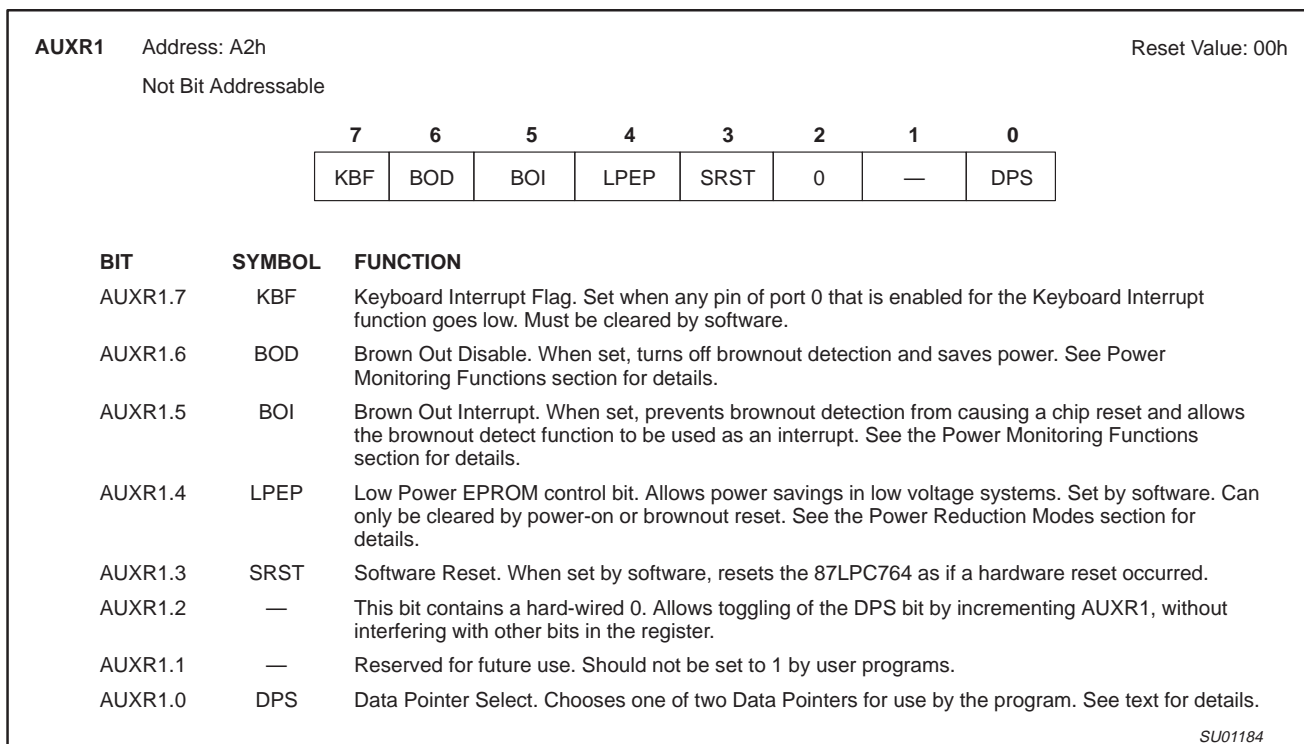 AUXR1 Address: A2h Reset Value: 00h
Not Bit Addressable
7 6 5 4 3 2 1 0
KBF BOD BOI LPEP SRST 0 — DPS
BIT SYMBOL FUNCTION
AUXR1.7 KBF Keyboard Interrupt Flag. Set when any pin of port 0 that is enabled for the Keyboard Interrupt
function goes low. Must be cleared by software.
AUXR1.6 BOD Brown Out Disable. When set, turns off brownout detection and saves power. See Power
Monitoring Functions section for details.
AUXR1.5 BOI Brown Out Interrupt. When set, prevents brownout detection from causing a chip reset and allows
the brownout detect function to be used as an interrupt. See the Power Monitoring Functions
section for details.
AUXR1.4 LPEP Low Power EPROM control bit. Allows power savings in low voltage systems. Set by software. Can
only be cleared by power-on or brownout reset. See the Power Reduction Modes section for
details.
AUXR1.3 SRST Software Reset. When set by software, resets the 87LPC764 as if a hardware reset occurred.
AUXR1.2 — This bit contains a hard-wired 0. Allows toggling of the DPS bit by incrementing AUXR1, without
interfering with other bits in the register.
AUXR1.1 — Reserved for future use. Should not be set to 1 by user programs.
AUXR1.0 DPS Data Pointer Select. Chooses one of two Data Pointers for use by the program. See text for details.
SU01184